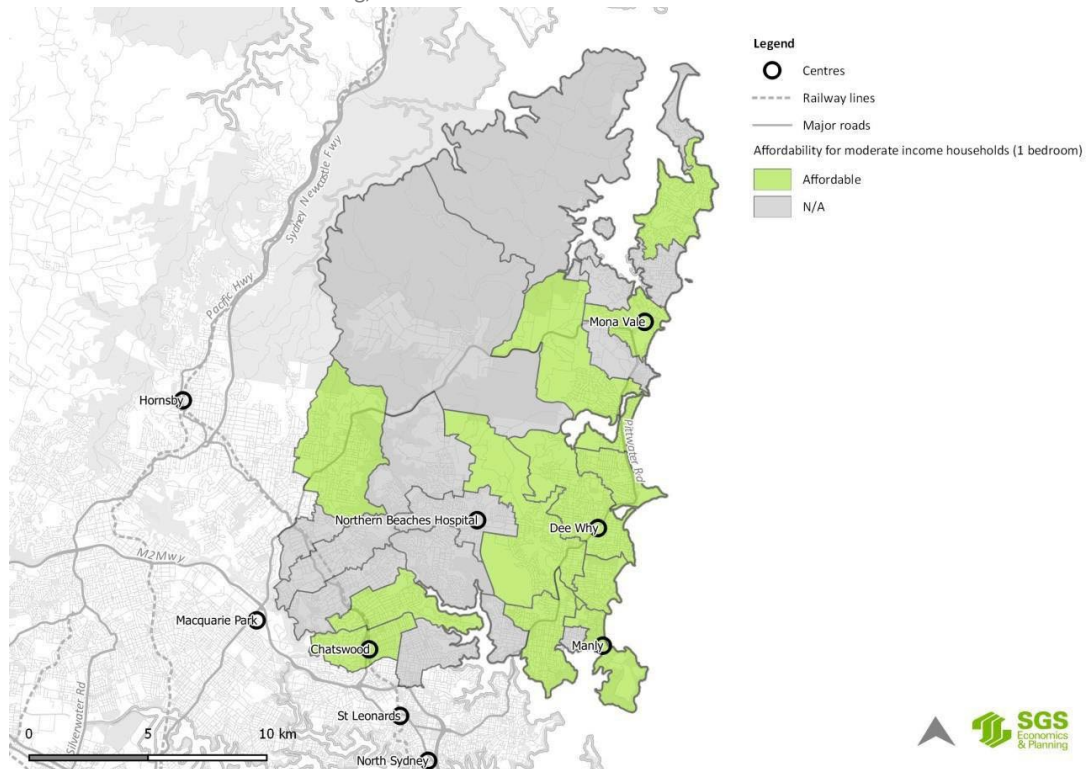 Legend
Centres
Railway lines
Major roads
Affordability for moderate income households (1 bedroom)
Affordable
N/A
Sydney Newcastle Fwy
Pacific Hwy
Mona Vale
Hornsby
Pittwater Rd
Northern Beaches Hospital
Dee Why
M2Mwy
Macquarie Park
Chatswood
Manly
St Leonards
Silverwater Rd
0 5 10 km
North Sydney
SGS
Economics
& Planning